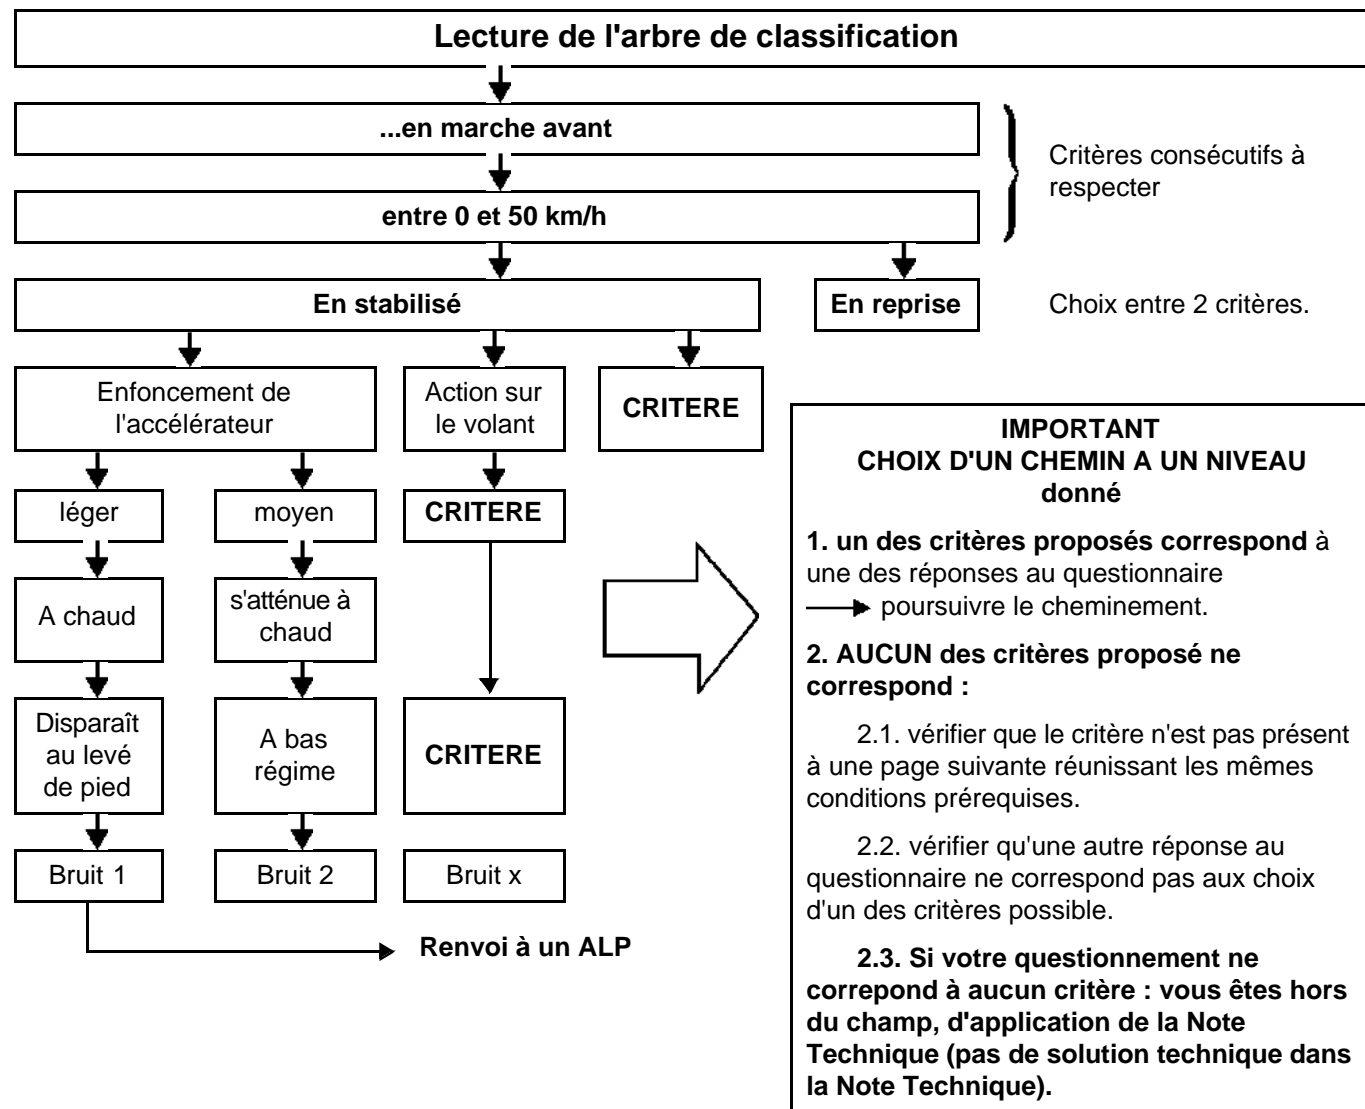 Lecture de l'arbre de classification
...en marche avant
Critères consécutifs à
respecter
entre 0 et 50 km/h
En stabilisé
En reprise
Choix entre 2 critères.
Enfoncement de
l'accélérateur
Action sur
le volant
CRITERE
léger
moyen
CRITERE
A chaud
s'atténue à
chaud
Disparaît
au levé
de pied
A bas
régime
CRITERE
Bruit 1
Bruit 2
Bruit x
Renvoi à un ALP
IMPORTANT
CHOIX D'UN CHEMIN A UN NIVEAU
donné
1. un des critères proposés correspond à
une des réponses au questionnaire
poursuivre le cheminement.
2. AUCUN des critères proposé ne
correspond :
2.1. vérifier que le critère n'est pas présent
à une page suivante réunissant les mêmes
conditions prérequises.
2.2. vérifier qu'une autre réponse au
questionnaire ne correspond pas aux choix
d'un des critères possible.
2.3. Si votre questionnement ne
correpond à aucun critère : vous êtes hors
du champ, d'application de la Note
Technique (pas de solution technique dans
la Note Technique).